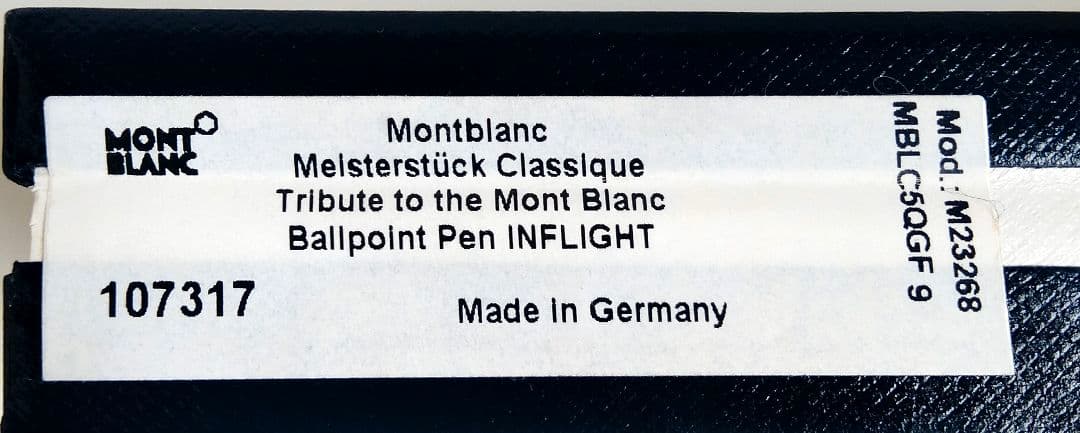 MONT
BLANC
Montblanc
Meisterstück Classique
Tribute to the Mont Blanc
Ballpoint Pen INFLIGHT
107317
Made in Germany
Mod.: M23268
MBLC5QGF 9